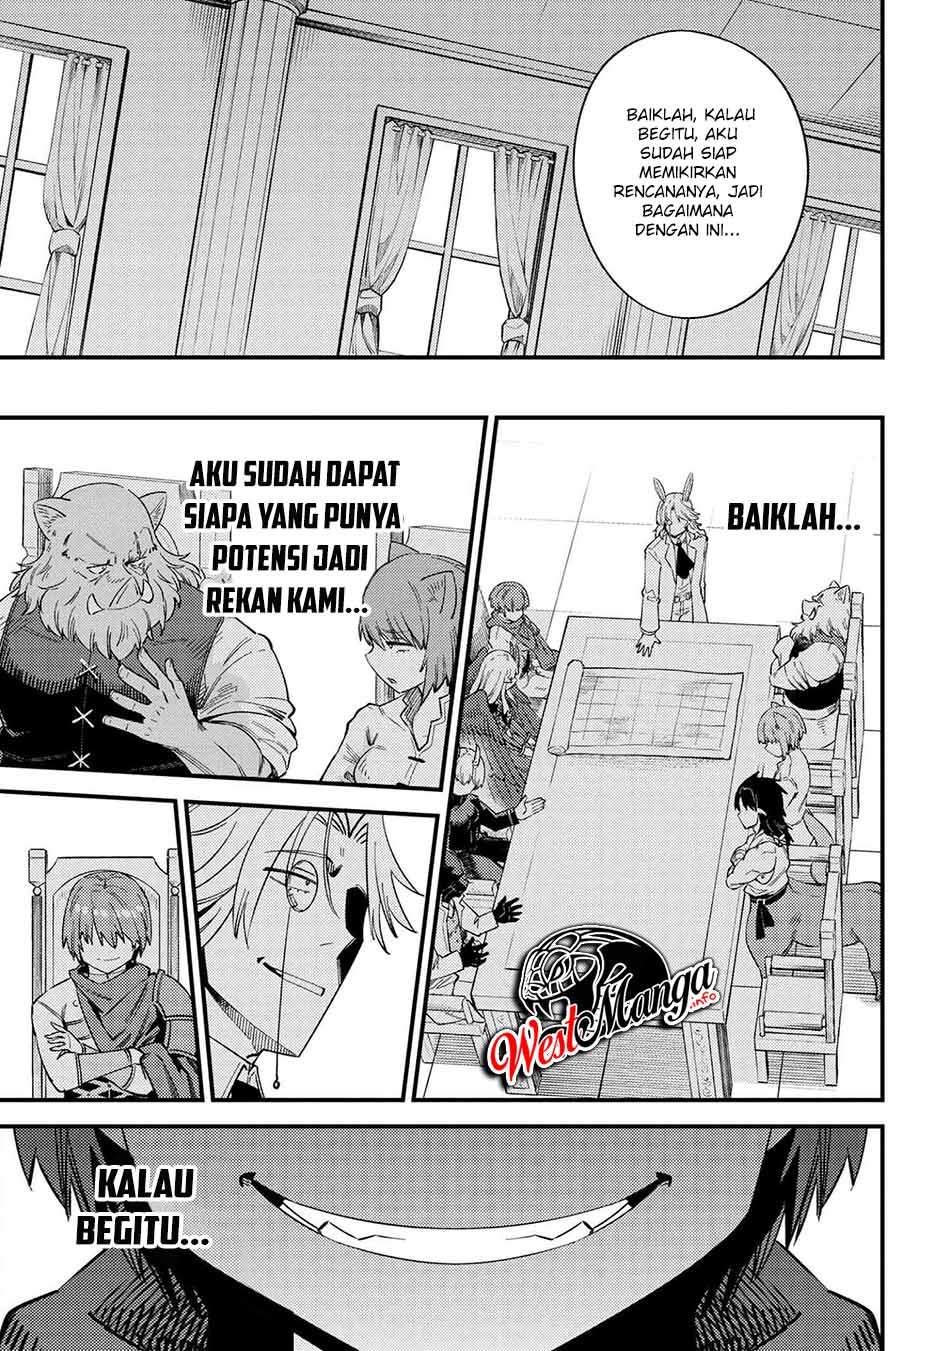 BAIKLAH, KALAU
BEGITU, AKU
SUDAH SIAP
MEMIKIRKAN
RENCANANYA, JADI
BAGAIMANA
DENGAN INI...
BAIKLAH...
AKU SUDAH DAPAT
SIAPA YANG PUNYA
POTENSI JADI
REKAN KAMI...
WestManga
.info
KALAU
BEGITU...